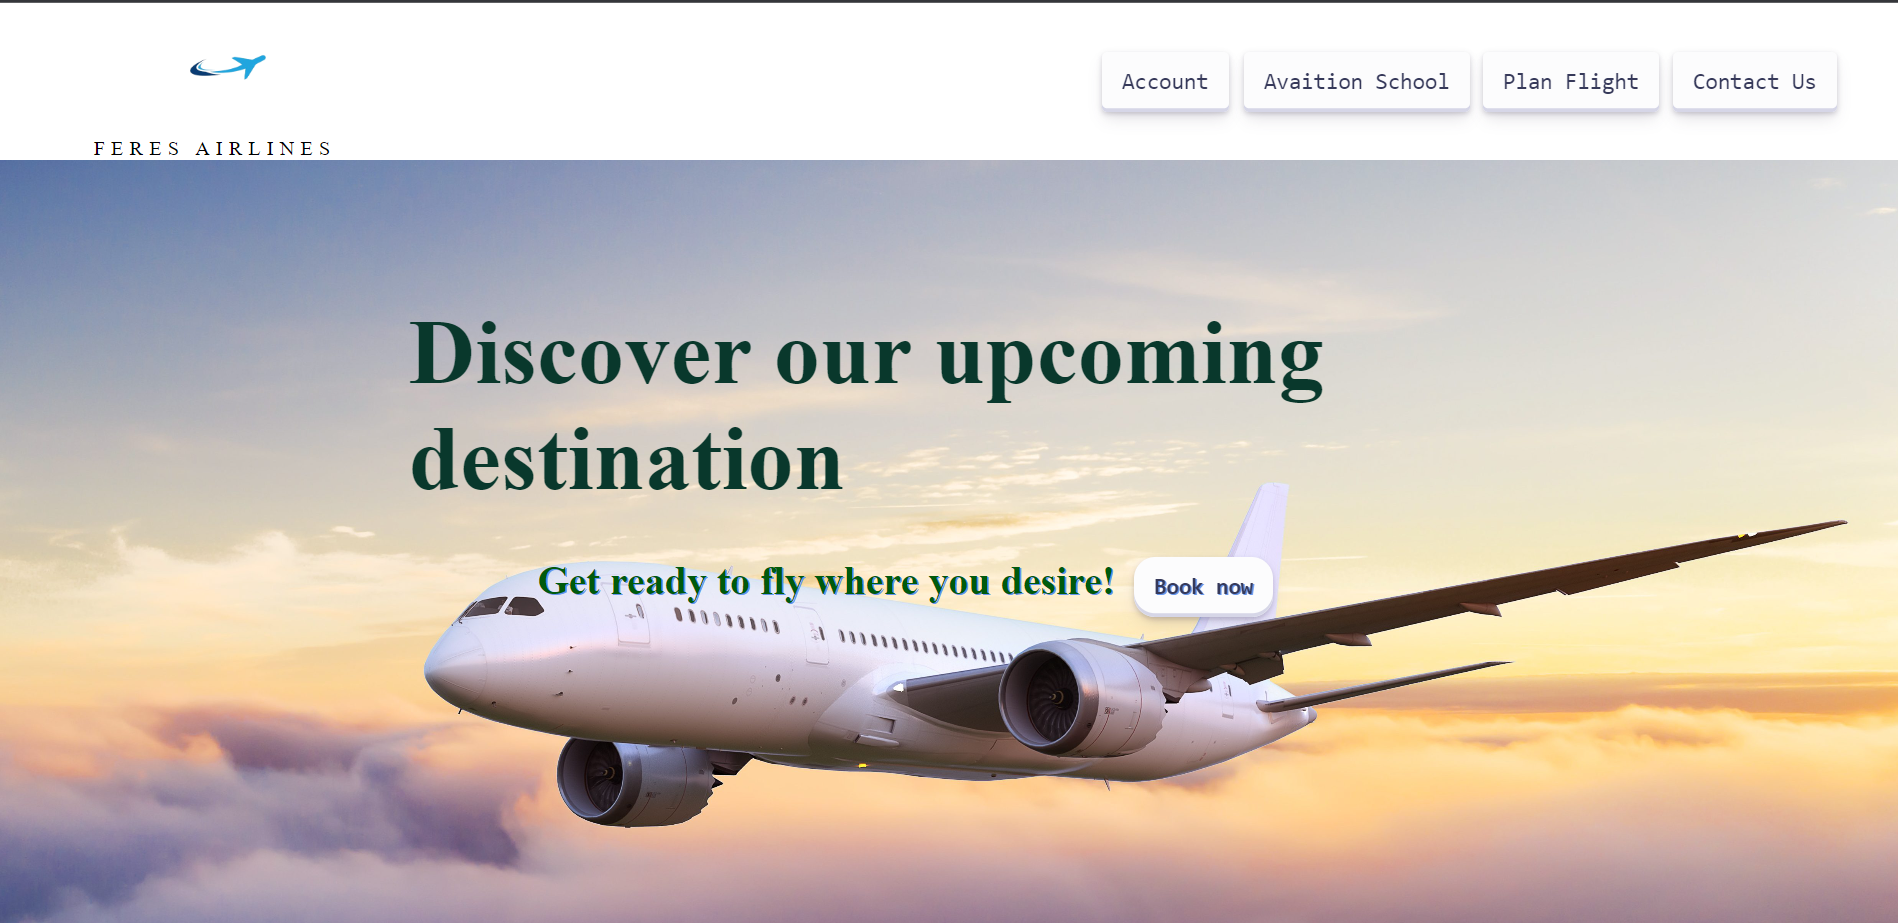 Account
Avaition School
Plan Flight
Contact Us
FERES AIRLINES
Discover our upcoming
destination
Get ready to fly where you desire!
Book now